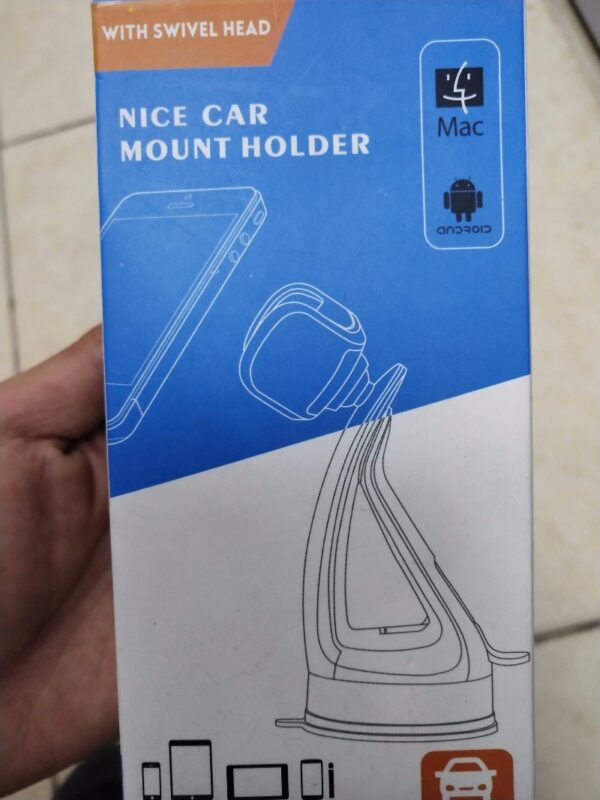 WITH SWIVEL HEAD
NICE CAR
MOUNT HOLDER
Mac
ANDROID